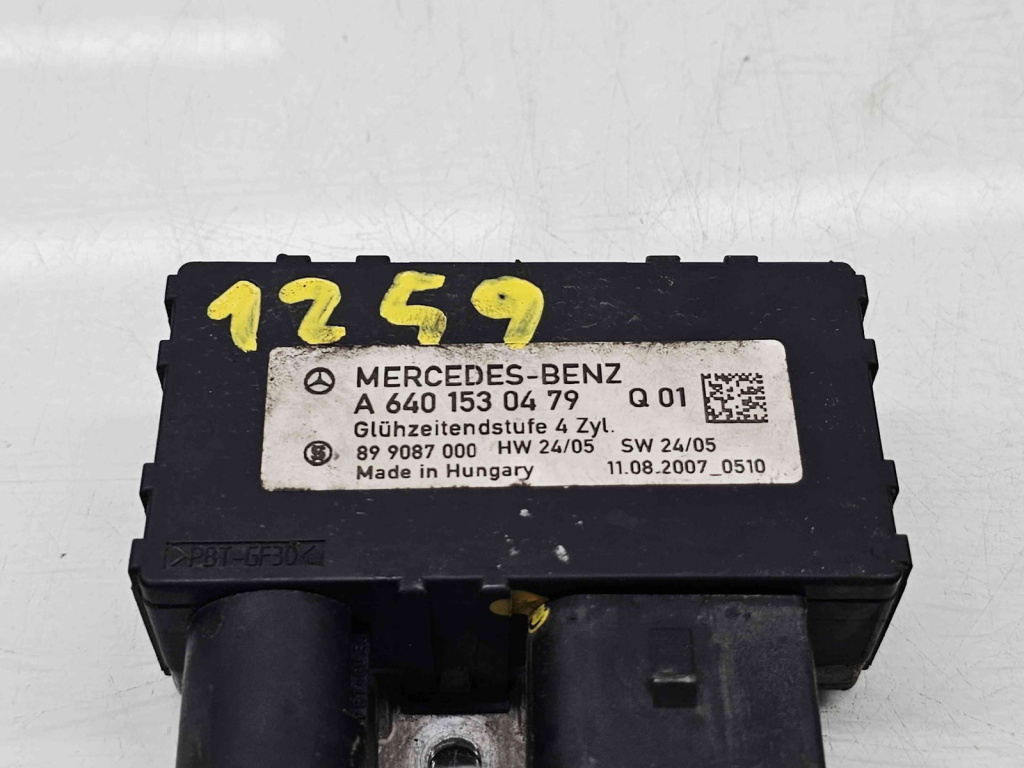 1259
MERCEDES-BENZ
A 640 153 04 79 Q 01
Glühzeitendstufe 4 Zyl.
89 9087 000 HW 24/05 SW 24/05
Made in Hungary 11.08.2007_0510
>PBT-GF30<